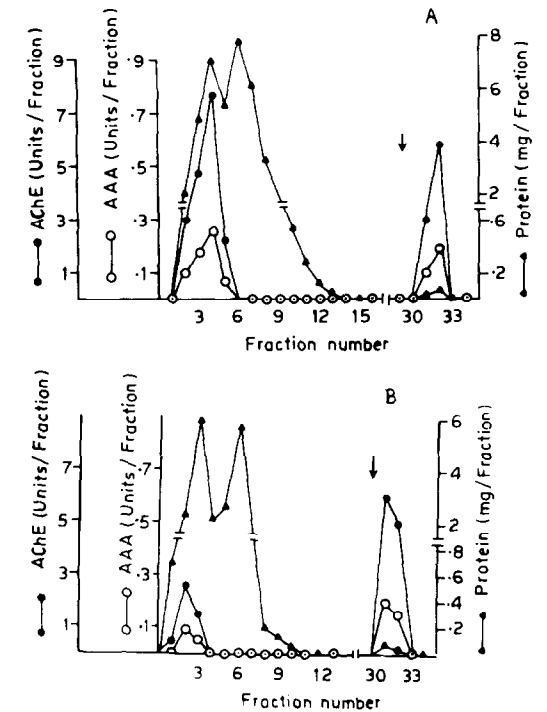 A
AChE (Units/Fraction)
9
7
5
3
1
AAA (Units/Fraction)
.9
.7
.5
.3
.1
8
6
4
2
.6
.2
Protein (mg/Fraction)
3 6 9 12 15 30 33
Fraction number
B
AChE (Units/Fraction)
7
5
3
1
AAA (Units/Fraction)
.7
.5
.3
.1
6
4
2
.8
.6
.4
.2
Protein (mg/Fraction)
3 6 9 12 30 33
Fraction number